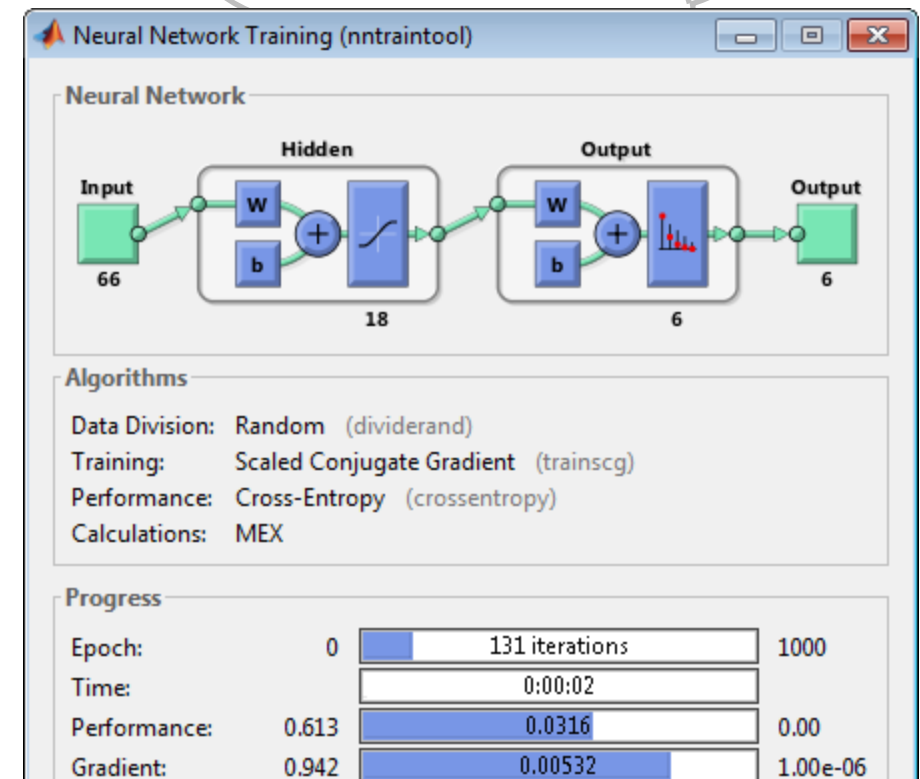 Neural Network Training (nntraintool)
Neural Network
Hidden
Output
Input
Output
W
b
+
W
b
+
66
18
6
6
Algorithms
Data Division: Random (dividerand)
Training: Scaled Conjugate Gradient (trainscg)
Performance: Cross-Entropy (crossentropy)
Calculations: MEX
Progress
Epoch: 0 131 iterations 1000
Time: 0:00:02
Performance: 0.613 0.0316 0.00
Gradient: 0.942 0.00532 1.00e-06